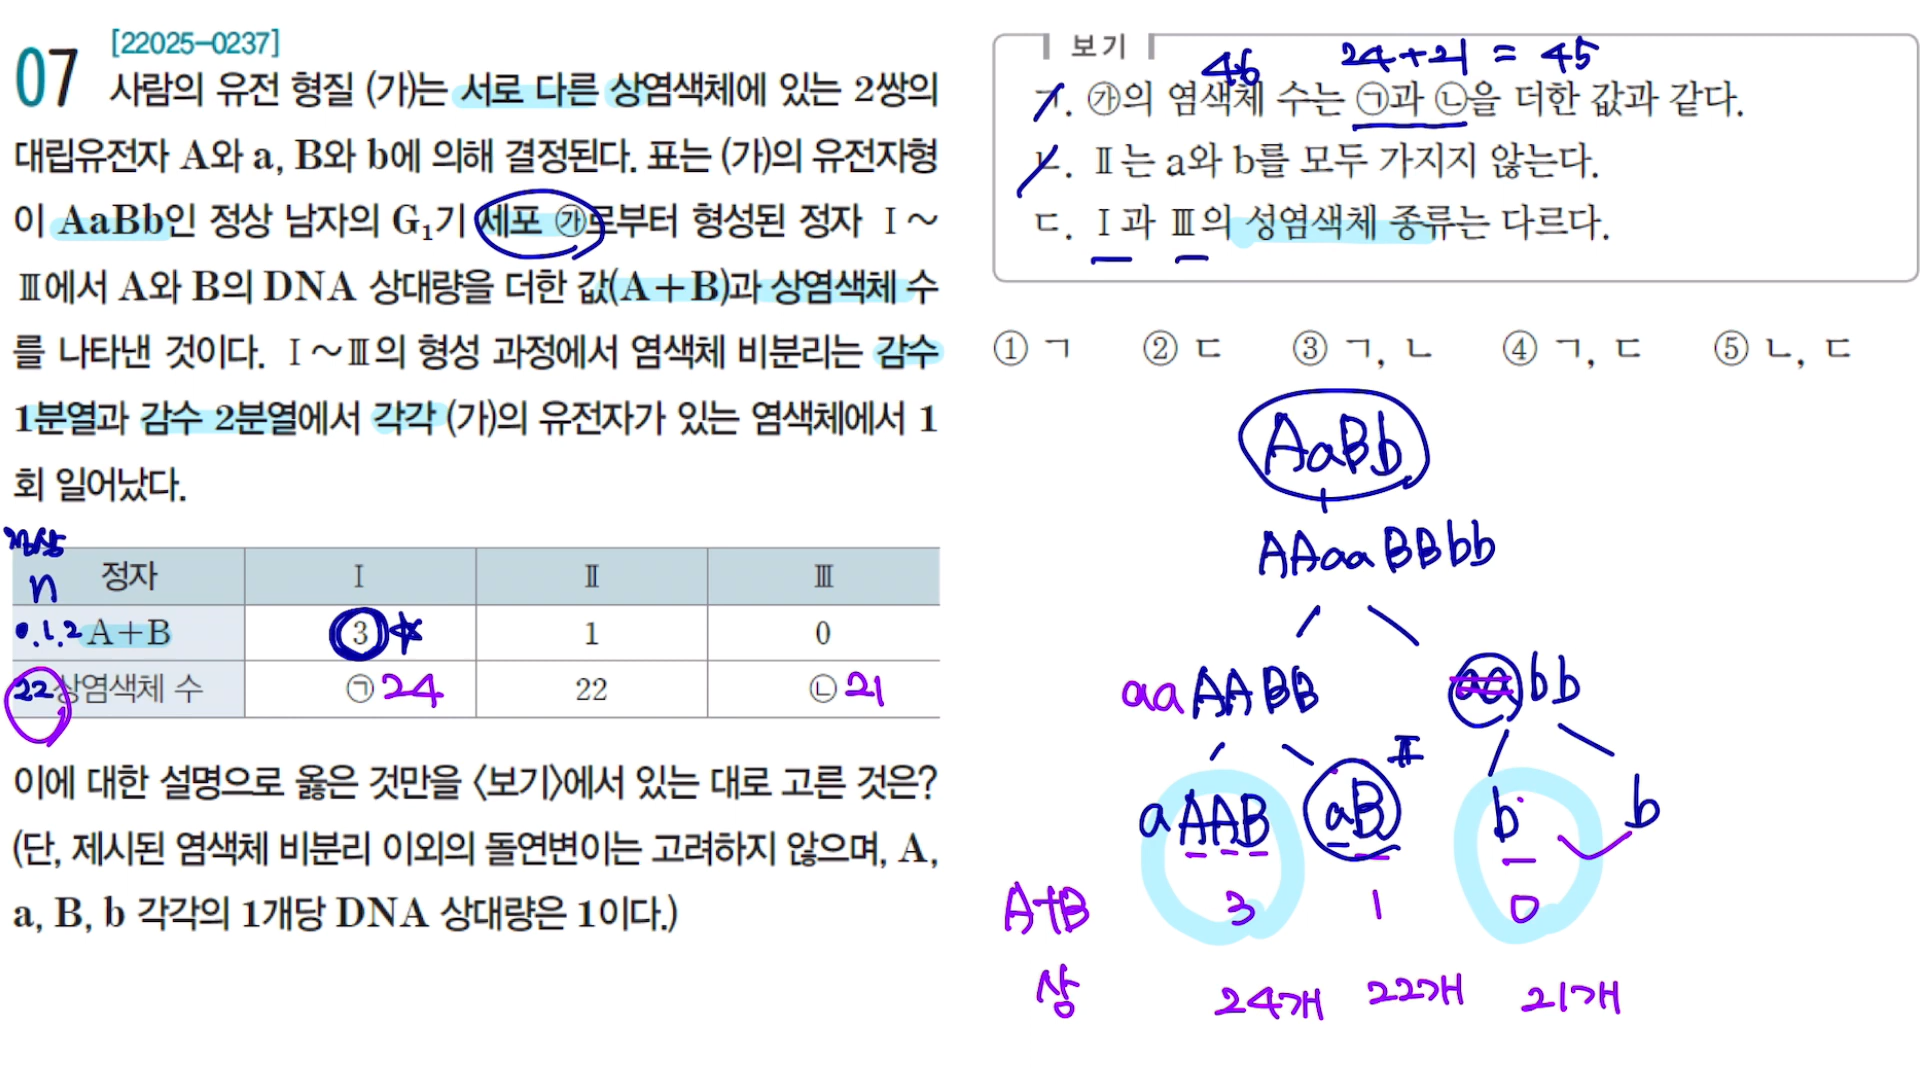 [22025-0237]
07 사람의 유전 형질 (가)는 서로 다른 상염색체에 있는 2쌍의
대립유전자 A와 a, B와 b에 의해 결정된다. 표는 (가)의 유전자형
이 AaBb인 정상 남자의 G₁기 세포 ㉮로부터 형성된 정자 Ⅰ~
Ⅲ에서 A와 B의 DNA 상대량을 더한 값(A+B)과 상염색체 수
를 나타낸 것이다. Ⅰ~Ⅲ의 형성 과정에서 염색체 비분리는 감수
1분열과 감수 2분열에서 각각 (가)의 유전자가 있는 염색체에서 1
회 일어났다.
정상
n 정자 Ⅰ Ⅱ Ⅲ
0.1.2 A+B 3 1 0
22 상염색체 수 ㉠ 24 22 ㉡ 21
이에 대한 설명으로 옳은 것만을 〈보기〉에서 있는 대로 고른 것은?
(단, 제시된 염색체 비분리 이외의 돌연변이는 고려하지 않으며, A,
a, B, b 각각의 1개당 DNA 상대량은 1이다.)
보기
46 24+21 = 45
ㄱ. ㉮의 염색체 수는 ㉠과 ㉡을 더한 값과 같다.
ㄴ. Ⅱ는 a와 b를 모두 가지지 않는다.
ㄷ. Ⅰ과 Ⅲ의 성염색체 종류는 다르다.
① ㄱ ② ㄷ ③ ㄱ, ㄴ ④ ㄱ, ㄷ ⑤ ㄴ, ㄷ
AaBb
AAaaBBbb
aaAABB aabb
Ⅱ
aAAB aB b b
A+B 3 1 0
상 24개 22개 21개